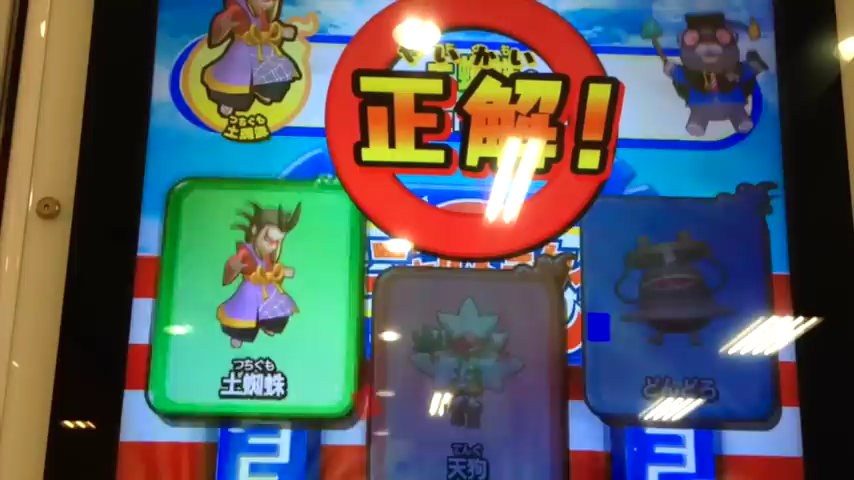 せいかい
正解!
つちぐも
土蜘蛛
つちぐも
土蜘蛛
てんぐ
天狗
どんどろ